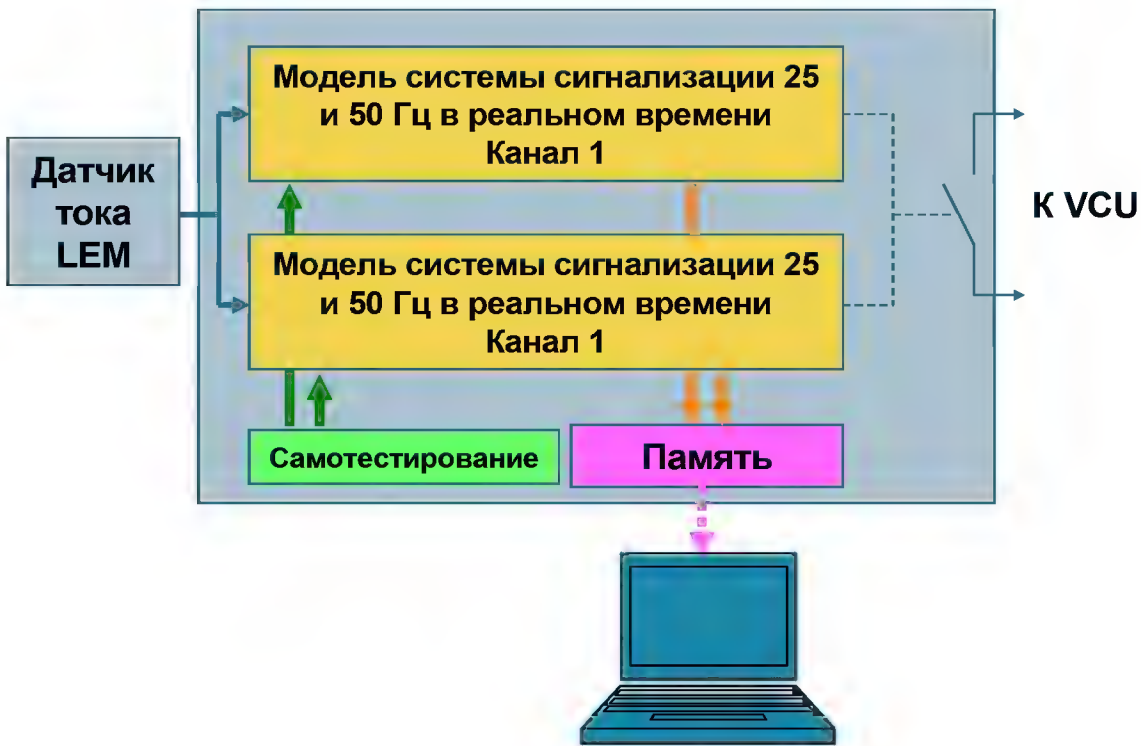 Модель системы сигнализации 25
и 50 Гц в реальном времени
Канал 1
Датчик
тока
LEM
К VCU
Модель системы сигнализации 25
и 50 Гц в реальном времени
Канал 1
Самотестирование
Память